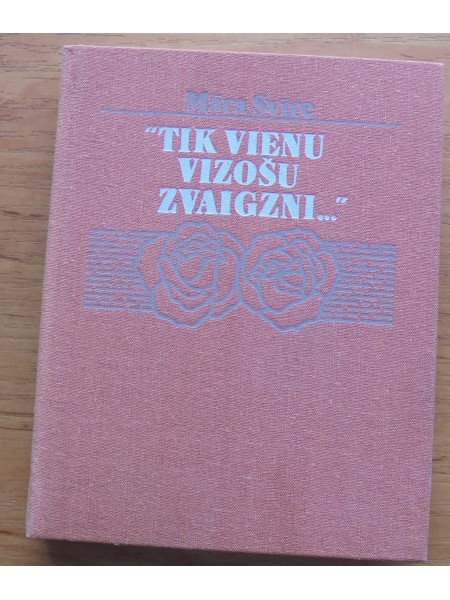 Māra Svīre
"TIK VIENU
VIZOŠU
ZVAIGZNI..."